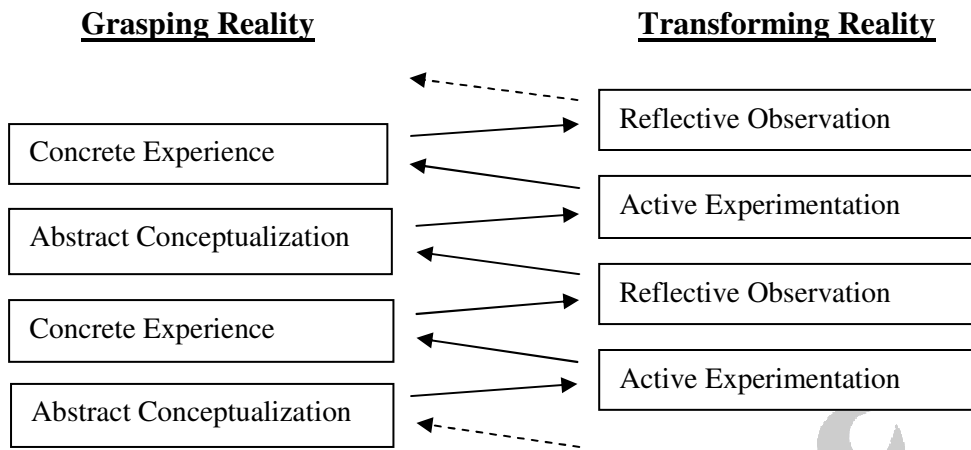 Grasping Reality
Transforming Reality
Reflective Observation
Concrete Experience
Active Experimentation
Abstract Conceptualization
Reflective Observation
Concrete Experience
Active Experimentation
Abstract Conceptualization